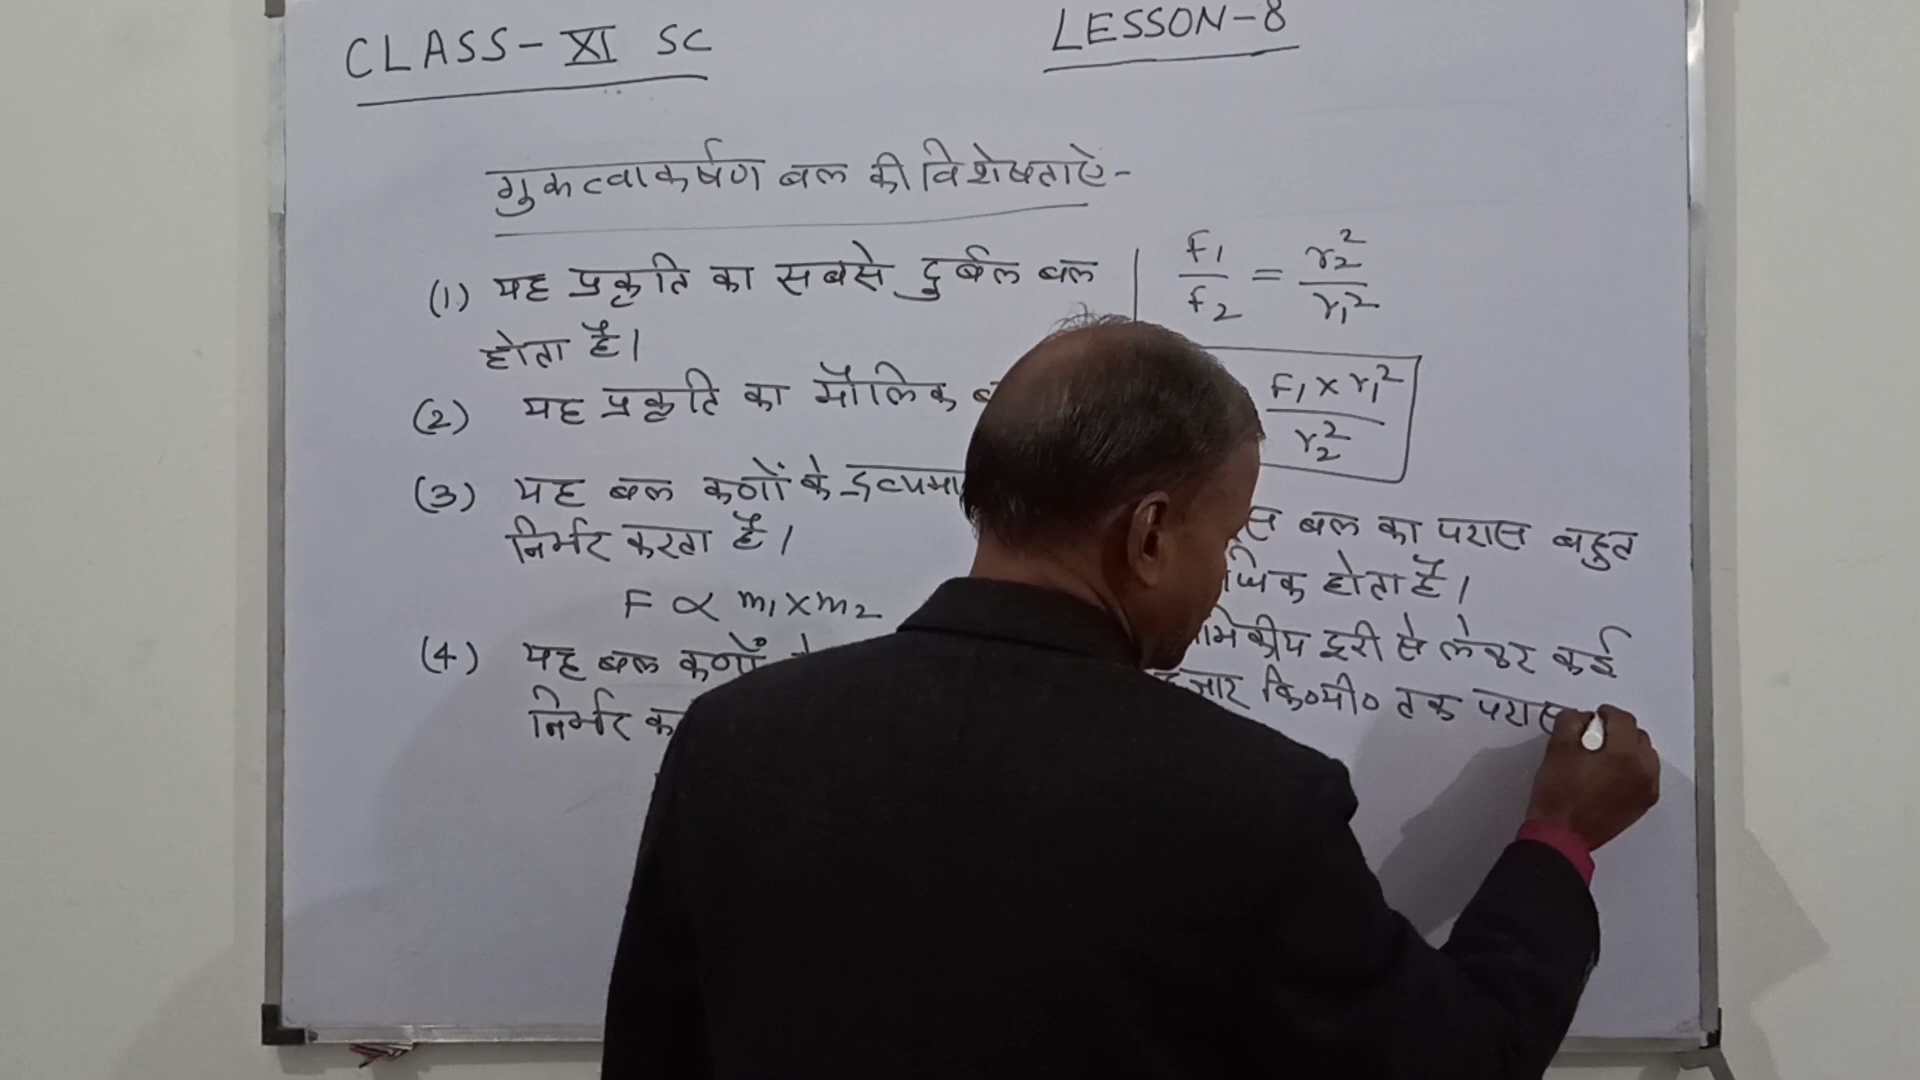 CLASS-XI SC
LESSON-8
गुरूत्वाकर्षण बल की विशेषताऐ-
(1) यह प्रकृति का सबसे दुर्बल बल
होता है।
(2) यह प्रकृति का मौलिक
(3) यह बल कणों के
निर्भर करता है।
F ∝ m₁×m₂
(4) यह बल कणों
निर्भर
F₁/F₂ = r₂²/r₁²
F₁×r₁²/r₂²
बल का परास बहुत
होता है।
दूरी से लेकर कई
कि०मी० तक परास